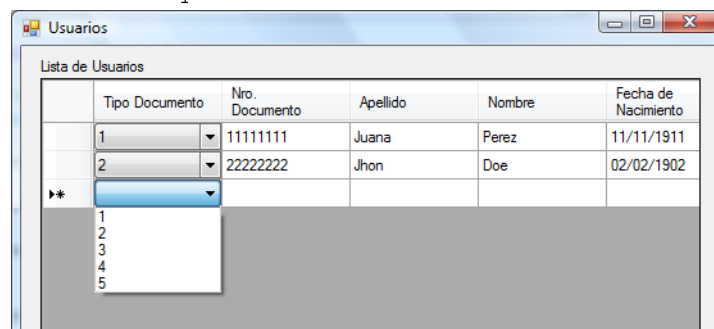 Usuarios
Lista de Usuarios
Tipo Documento Nro. Documento Apellido Nombre Fecha de Nacimiento
1 11111111 Juana Perez 11/11/1911
2 22222222 Jhon Doe 02/02/1902
1
2
3
4
5